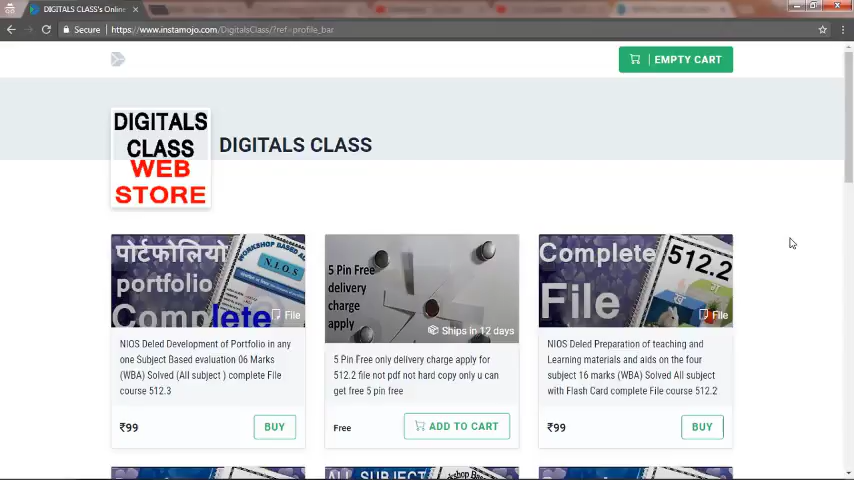 DIGITALS CLASS's Online
Secure
https://www.instamojo.com/DigitalsClass/?ref=profile_bar
EMPTY CART
DIGITALS
CLASS
WEB
STORE
DIGITALS CLASS
पोर्टफोलियो
portfolio
Complete
WORKSHOP BASED
N.I.O.S
File
5 Pin Free
delivery
charge
apply
Ships in 12 days
Complete
File
512.2
File
NIOS Deled Development of Portfolio in any
one Subject Based evaluation 06 Marks
(WBA) Solved (All subject ) complete File
course 512.3
₹99
BUY
5 Pin Free only delivery charge apply for
512.2 file not pdf not hard copy only u can
get free 5 pin free
Free
ADD TO CART
NIOS Deled Preparation of teaching and
Learning materials and aids on the four
subject 16 marks (WBA) Solved All subject
with Flash Card complete File course 512.2
₹99
BUY
ALL SUBJECT